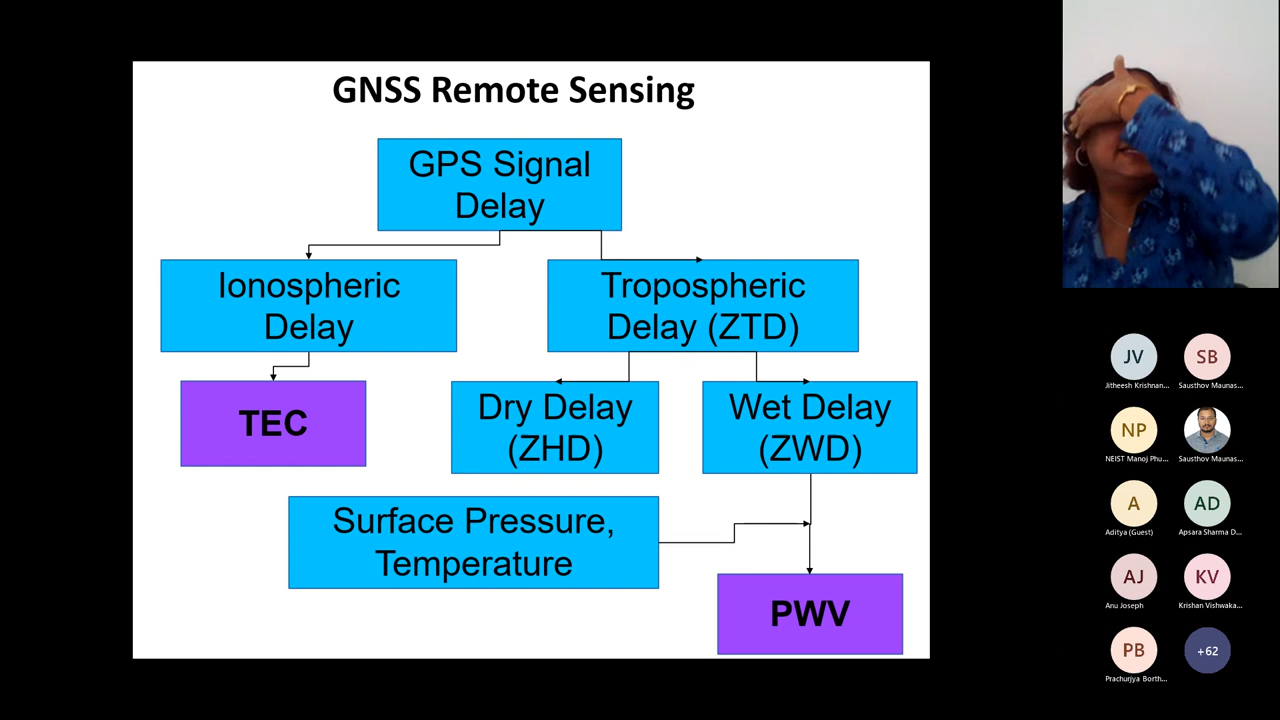 GNSS Remote Sensing
GPS Signal
Delay
Ionospheric
Delay
Tropospheric
Delay (ZTD)
TEC
Dry Delay
(ZHD)
Wet Delay
(ZWD)
Surface Pressure,
Temperature
PWV
JV
Jitheesh Krishnan...
SB
Sausthov Maunas...
NP
NEIST Manoj Phu...
Sausthov Maunas...
A
Aditya (Guest)
AD
Apsara Sharma D...
AJ
Anu Joseph
KV
Krishan Vishwaka...
PB
Prachurjya Borth...
+62